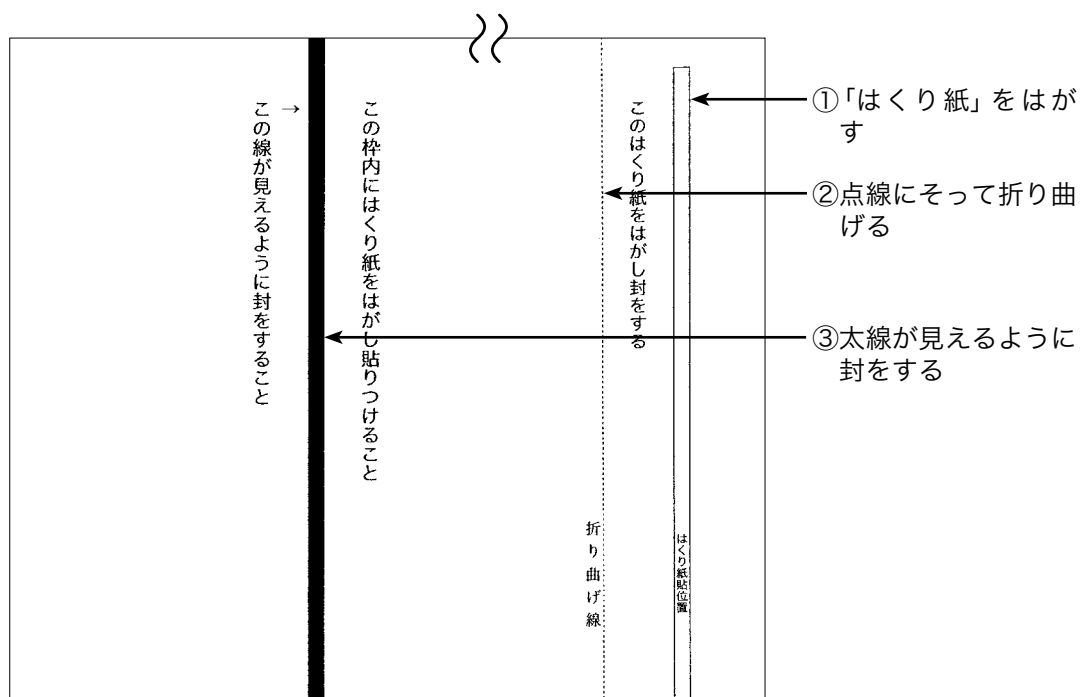 ①「はくり紙」をはが
す
②点線にそって折り曲
げる
③太線が見えるように
封をする
このはくり紙をはがし封をする
はくり紙貼位置
折り曲げ線
この枠内にはくり紙をはがし貼りつけること
→
この線が見えるように封をすること